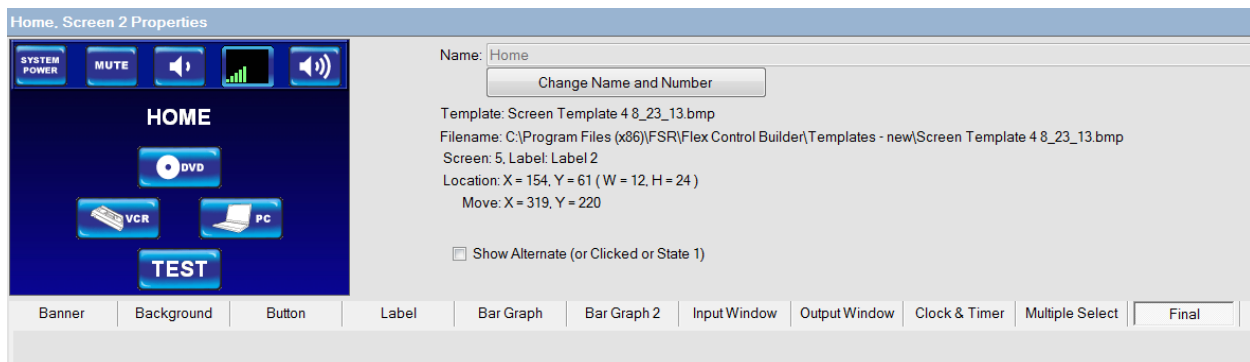 Home, Screen 2 Properties
SYSTEM
POWER
MUTE
HOME
DVD
VCR
PC
TEST
Name: Home
Change Name and Number
Template: Screen Template 4 8_23_13.bmp
Filename: C:\Program Files (x86)\FSR\Flex Control Builder\Templates - new\Screen Template 4 8_23_13.bmp
Screen: 5, Label: Label 2
Location: X = 154, Y = 61 ( W = 12, H = 24 )
Move: X = 319, Y = 220
Show Alternate (or Clicked or State 1)
Banner Background Button Label Bar Graph Bar Graph 2 Input Window Output Window Clock & Timer Multiple Select Final